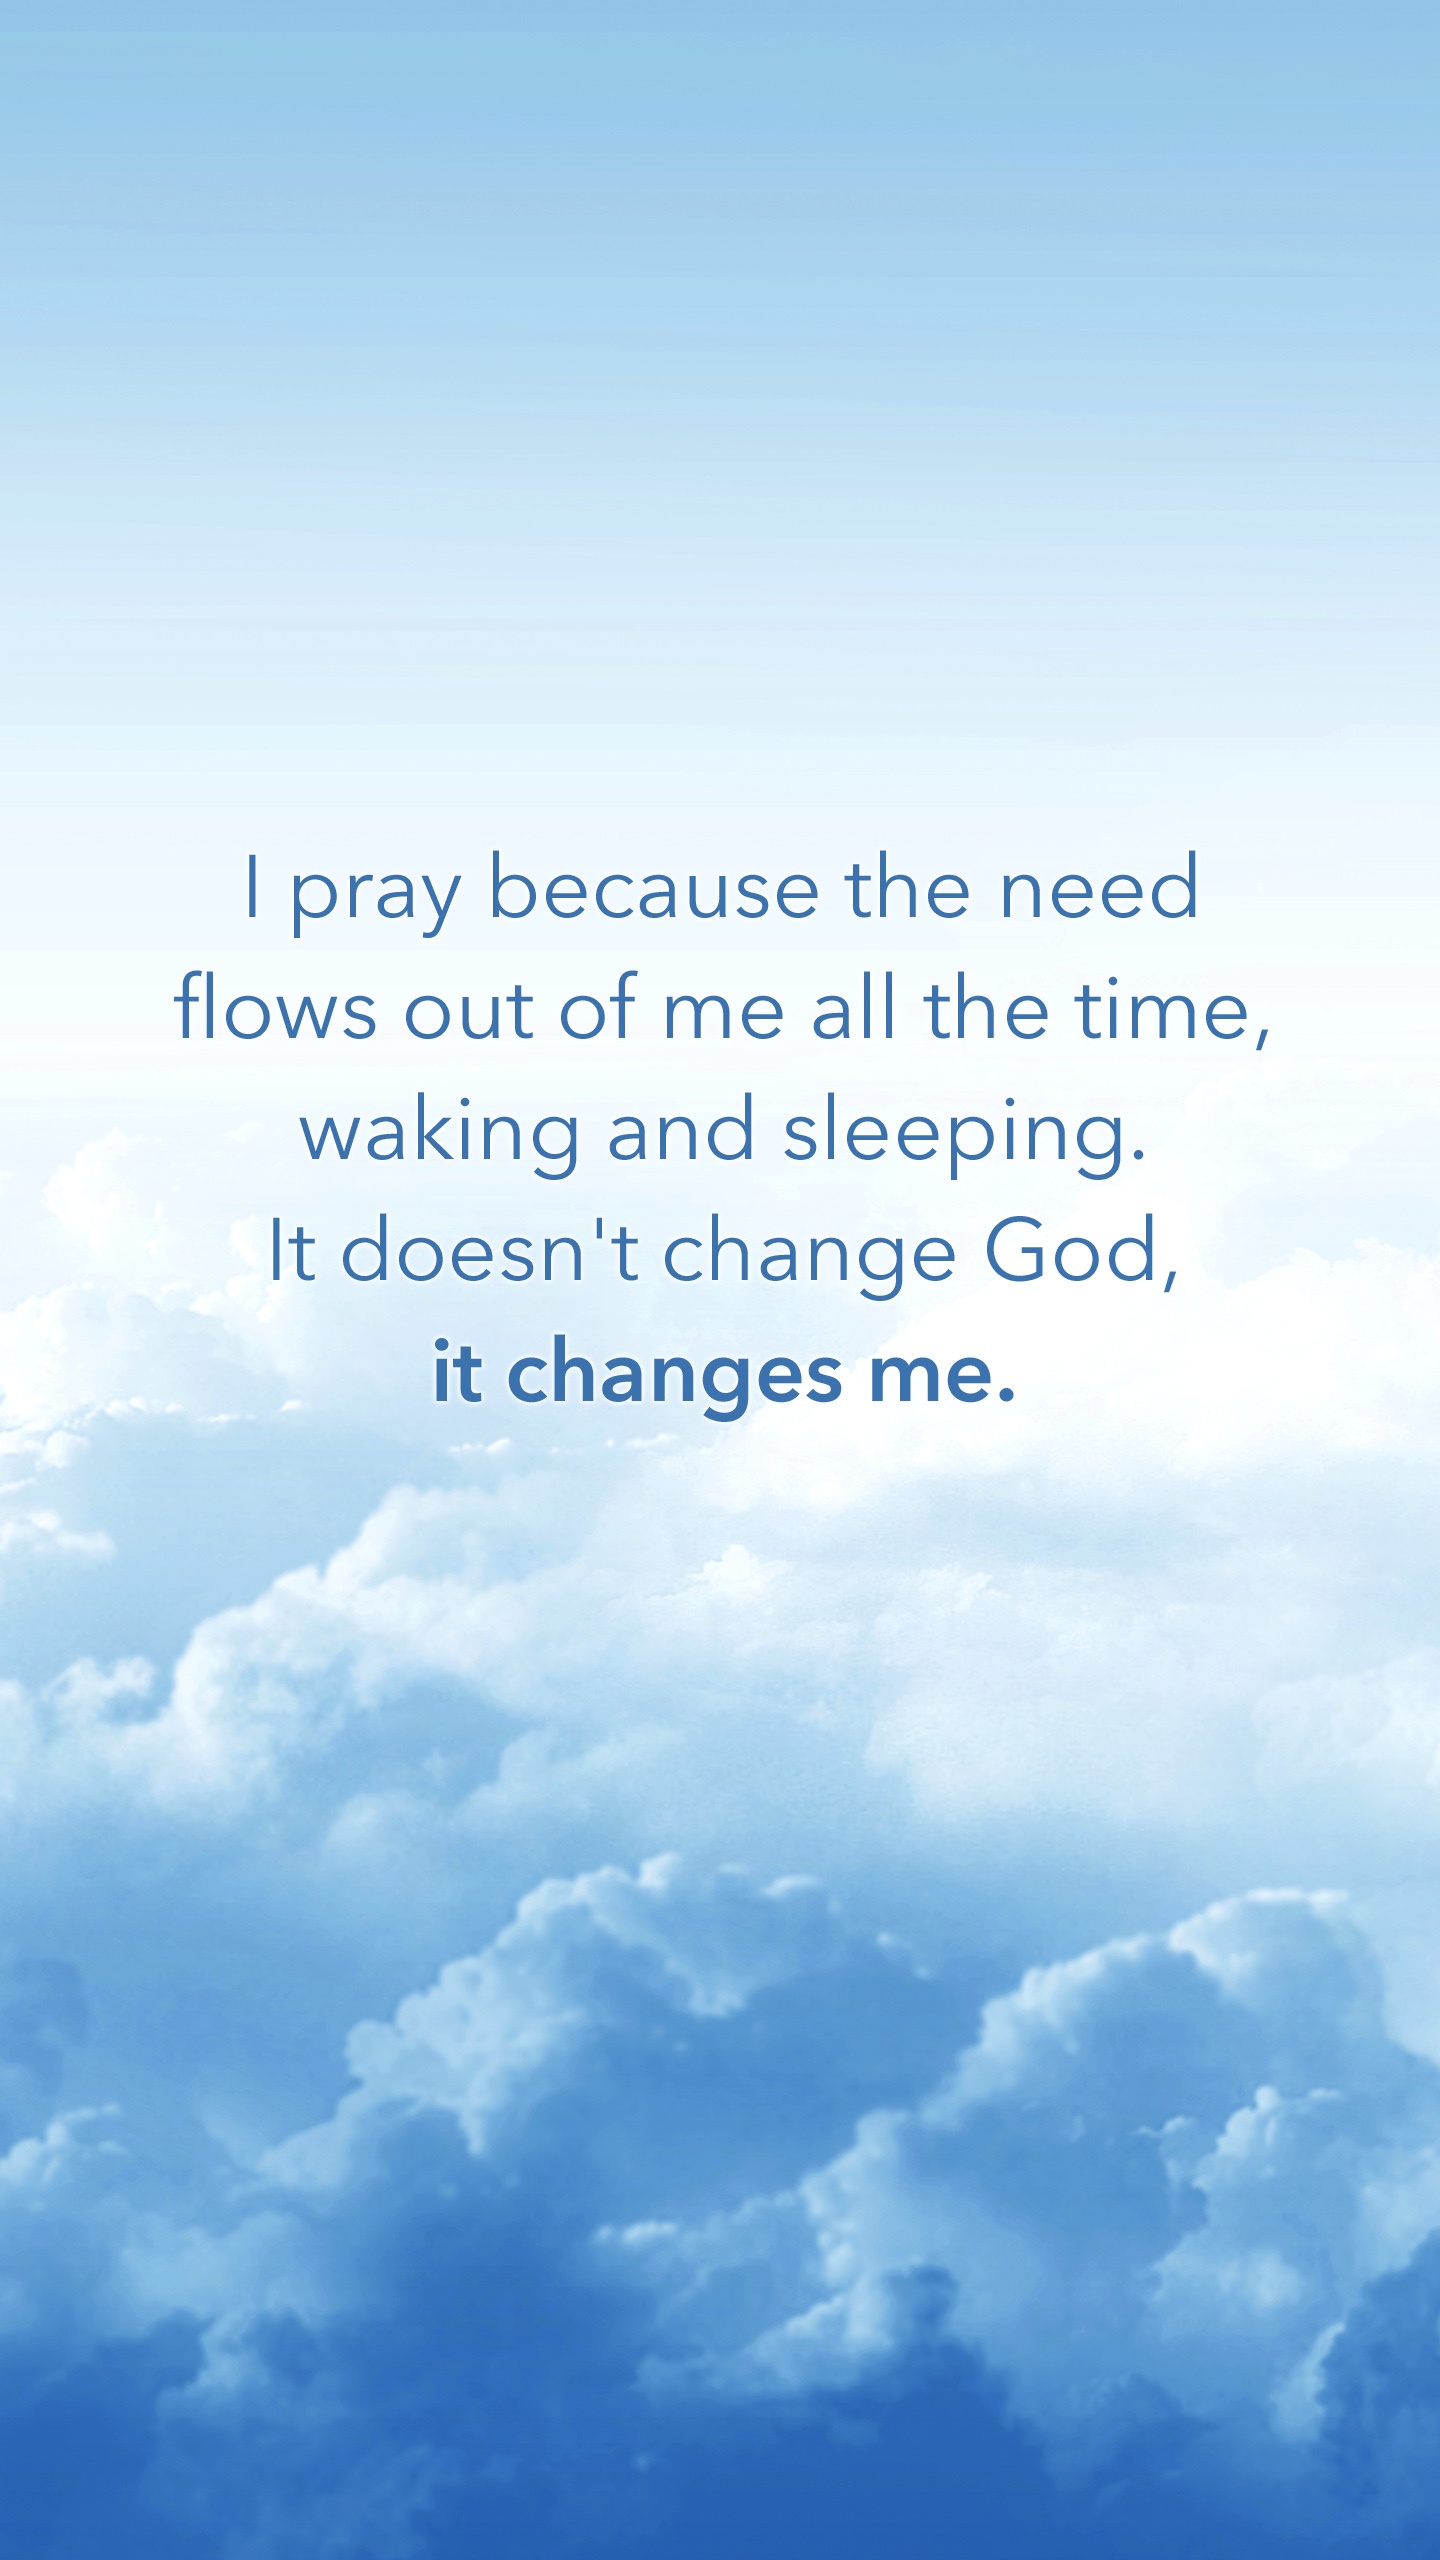 I pray because the need
flows out of me all the time,
waking and sleeping.
It doesn't change God,
it changes me.